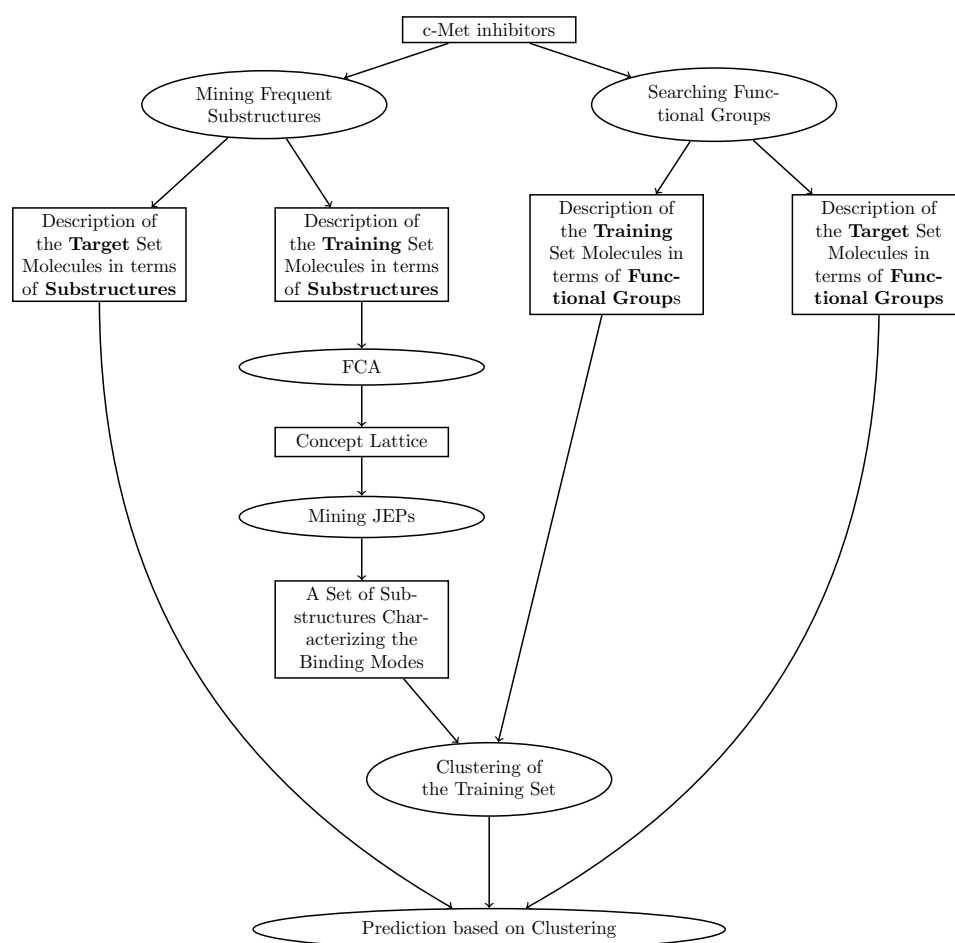 c-Met inhibitors
Mining Frequent
Substructures
Searching Func-
tional Groups
Description of
the Target Set
Molecules in terms
of Substructures
Description of
the Training Set
Molecules in terms
of Substructures
Description of
the Training
Set Molecules in
terms of Func-
tional Groups
Description of
the Target Set
Molecules in
terms of Func-
tional Groups
FCA
Concept Lattice
Mining JEPs
A Set of Sub-
structures Char-
acterizing the
Binding Modes
Clustering of
the Training Set
Prediction based on Clustering